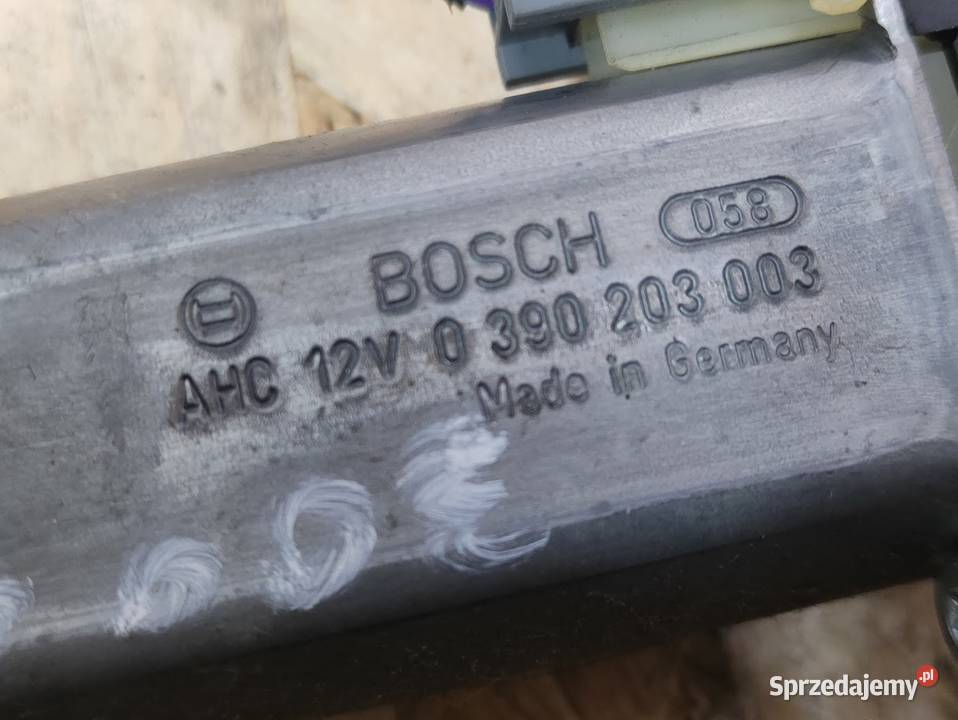 BOSCH 058
AHC 12V 0 390 203 003
Made in Germany
Sprzedajemy.pl